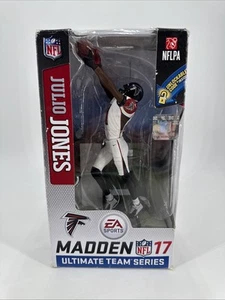 NFL
NFLPA
JULIO JONES
EA
SPORTS
MADDEN NFL 17
ULTIMATE TEAM SERIES